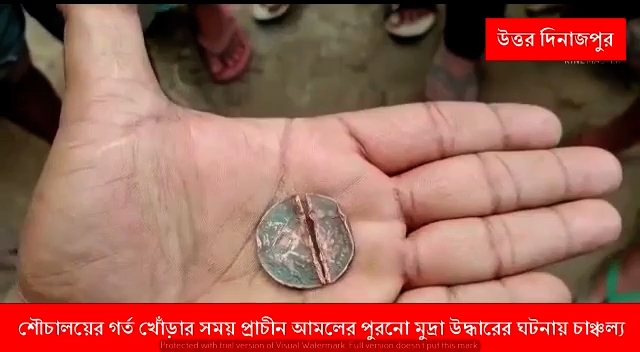 উত্তর দিনাজপুর
KINEMASTER
শৌচালয়ের গর্ত খোঁড়ার সময় প্রাচীন আমলের পুরনো মুদ্রা উদ্ধারের ঘটনায় চাঞ্চল্য
Protected with trial version of Visual Watermark. Full version doesn't put this mark.